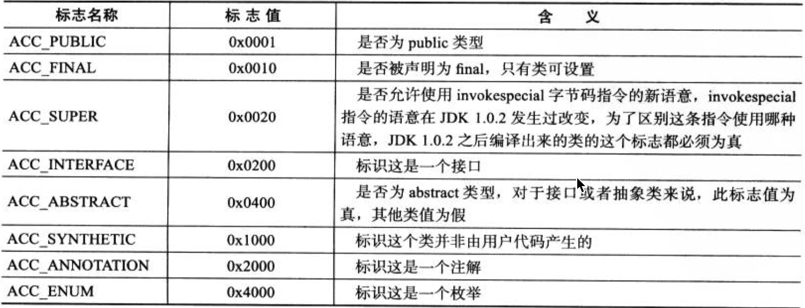 标志名称 标志值 含 义
ACC_PUBLIC 0x0001 是否为 public 类型
ACC_FINAL 0x0010 是否被声明为 final，只有类可设置
ACC_SUPER 0x0020 是否允许使用 invokespecial 字节码指令的新语意，invokespecial
指令的语意在 JDK 1.0.2 发生过改变，为了区别这条指令使用哪种
语意，JDK 1.0.2 之后编译出来的类的这个标志都必须为真
ACC_INTERFACE 0x0200 标识这是一个接口
ACC_ABSTRACT 0x0400 是否为 abstract 类型，对于接口或者抽象类来说，此标志值为
真，其他类值为假
ACC_SYNTHETIC 0x1000 标识这个类并非由用户代码产生的
ACC_ANNOTATION 0x2000 标识这是一个注解
ACC_ENUM 0x4000 标识这是一个枚举